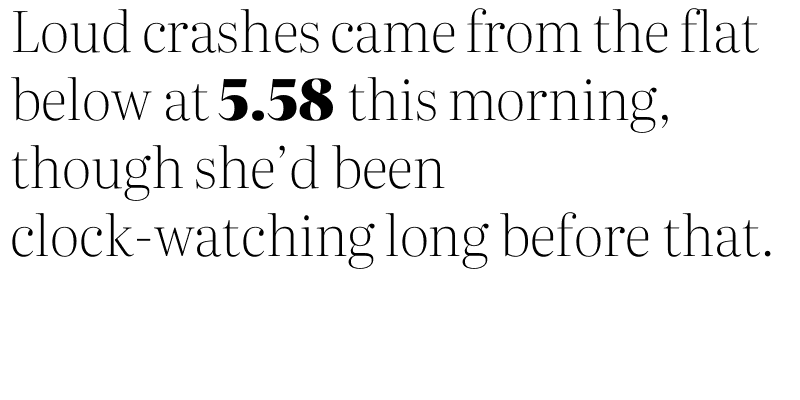 Loud crashes came from the flat
below at 5.58 this morning,
though she’d been
clock-watching long before that.